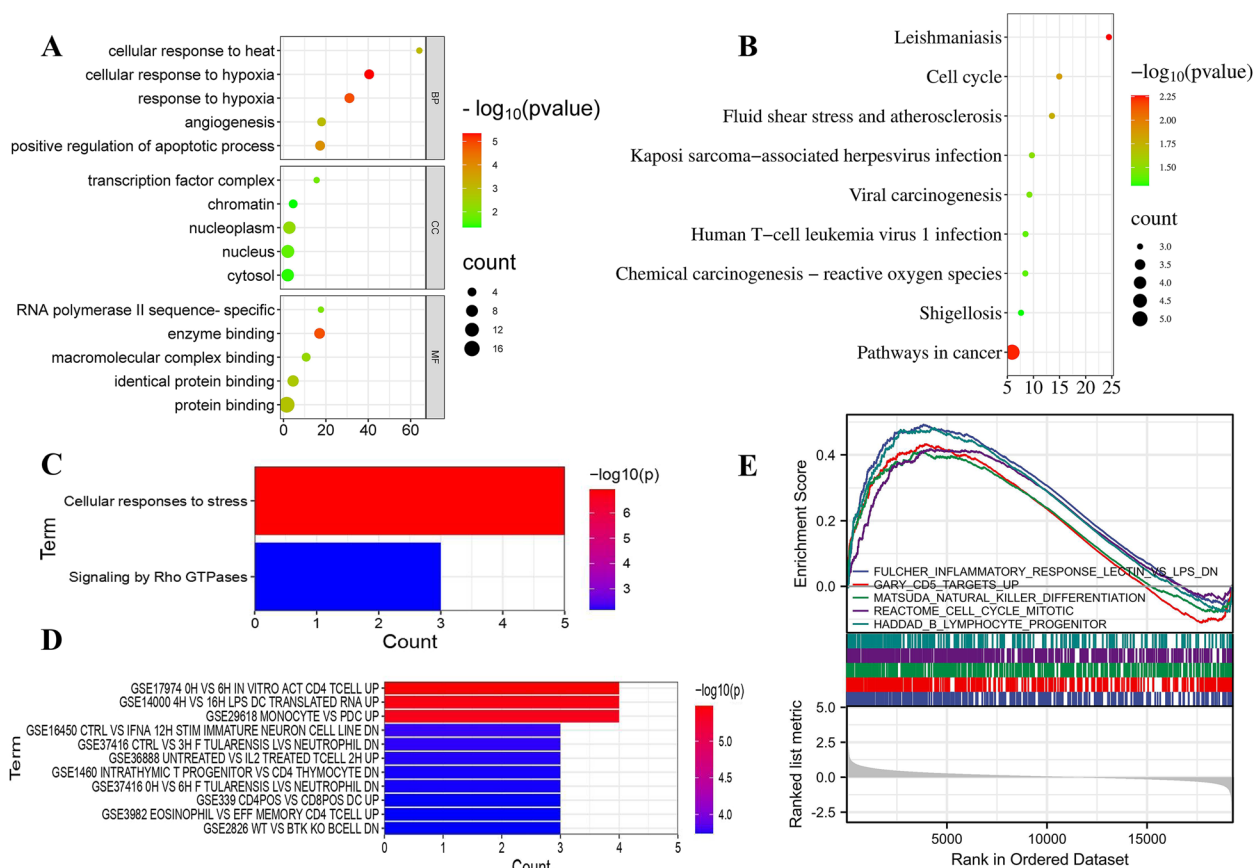 A
cellular response to heat
cellular response to hypoxia
response to hypoxia
angiogenesis
positive regulation of apoptotic process
transcription factor complex
chromatin
nucleoplasm
nucleus
cytosol
RNA polymerase II sequence- specific
enzyme binding
macromolecular complex binding
identical protein binding
protein binding
0 20 40 60
BP
CC
MF
- log10(pvalue)
5
4
3
2
count
4
8
12
16
B
Leishmaniasis
Cell cycle
Fluid shear stress and atherosclerosis
Kaposi sarcoma−associated herpesvirus infection
Viral carcinogenesis
Human T−cell leukemia virus 1 infection
Chemical carcinogenesis − reactive oxygen species
Shigellosis
Pathways in cancer
5 10 15 20 25
−log10(pvalue)
2.25
2.00
1.75
1.50
count
3.0
3.5
4.0
4.5
5.0
C
Term
Cellular responses to stress
Signaling by Rho GTPases
0 1 2 3 4 5
Count
−log10(p)
6
5
4
3
D
Term
GSE17974 0H VS 6H IN VITRO ACT CD4 TCELL UP
GSE14000 4H VS 16H LPS DC TRANSLATED RNA UP
GSE29618 MONOCYTE VS PDC UP
GSE16450 CTRL VS IFNA 12H STIM IMMATURE NEURON CELL LINE DN
GSE37416 CTRL VS 3H F TULARENSIS LVS NEUTROPHIL DN
GSE36888 UNTREATED VS IL2 TREATED TCELL 2H UP
GSE1460 INTRATHYMIC T PROGENITOR VS CD4 THYMOCYTE DN
GSE37416 0H VS 6H F TULARENSIS LVS NEUTROPHIL DN
GSE339 CD4POS VS CD8POS DC UP
GSE3982 EOSINOPHIL VS EFF MEMORY CD4 TCELL UP
GSE2826 WT VS BTK KO BCELL DN
0 1 2 3 4 5
Count
−log10(p)
5.0
4.5
4.0
E
Enrichment Score
0.4
0.2
0.0
FULCHER_INFLAMMATORY_RESPONSE_LECTIN_VS_LPS_DN
GARY_CD5_TARGETS_UP
MATSUDA_NATURAL_KILLER_DIFFERENTIATION
REACTOME_CELL_CYCLE_MITOTIC
HADDAD_B_LYMPHOCYTE_PROGENITOR
Ranked list metric
5.0
2.5
0.0
-2.5
5000 10000 15000
Rank in Ordered Dataset